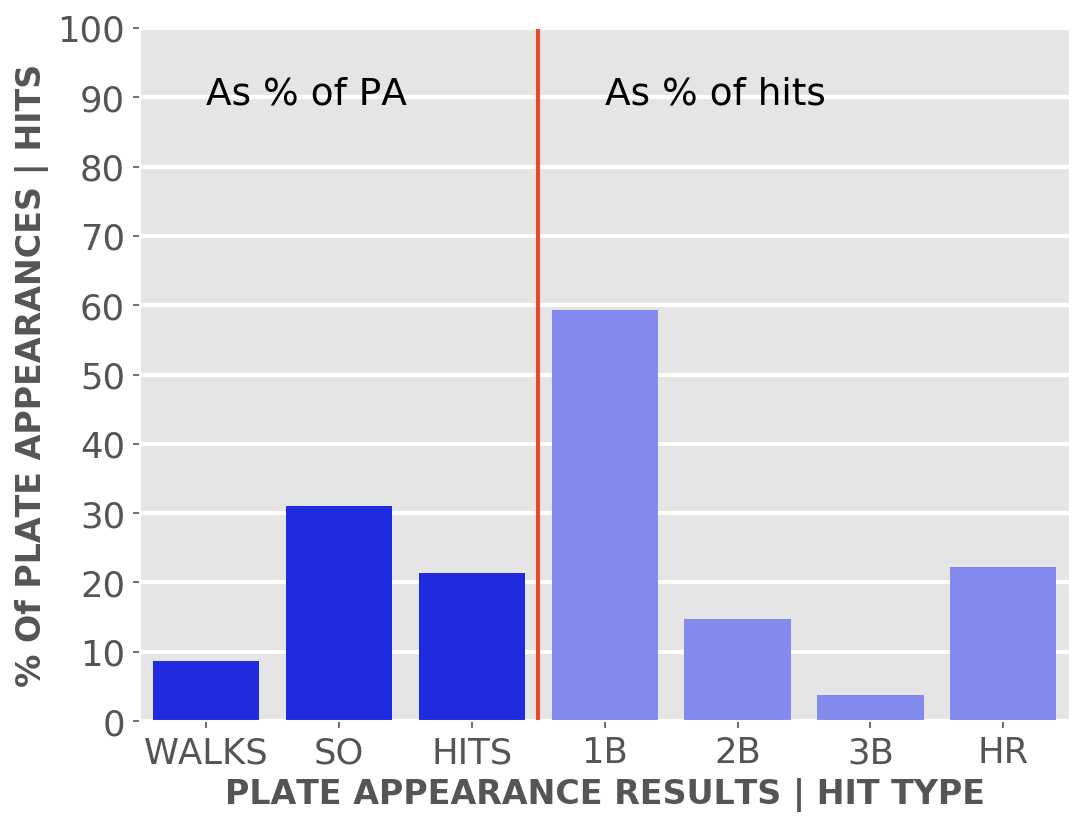 100
90
80
70
60
50
40
30
20
10
0
% Of PLATE APPEARANCES | HITS
As % of PA
As % of hits
WALKS SO HITS 1B 2B 3B HR
PLATE APPEARANCE RESULTS | HIT TYPE